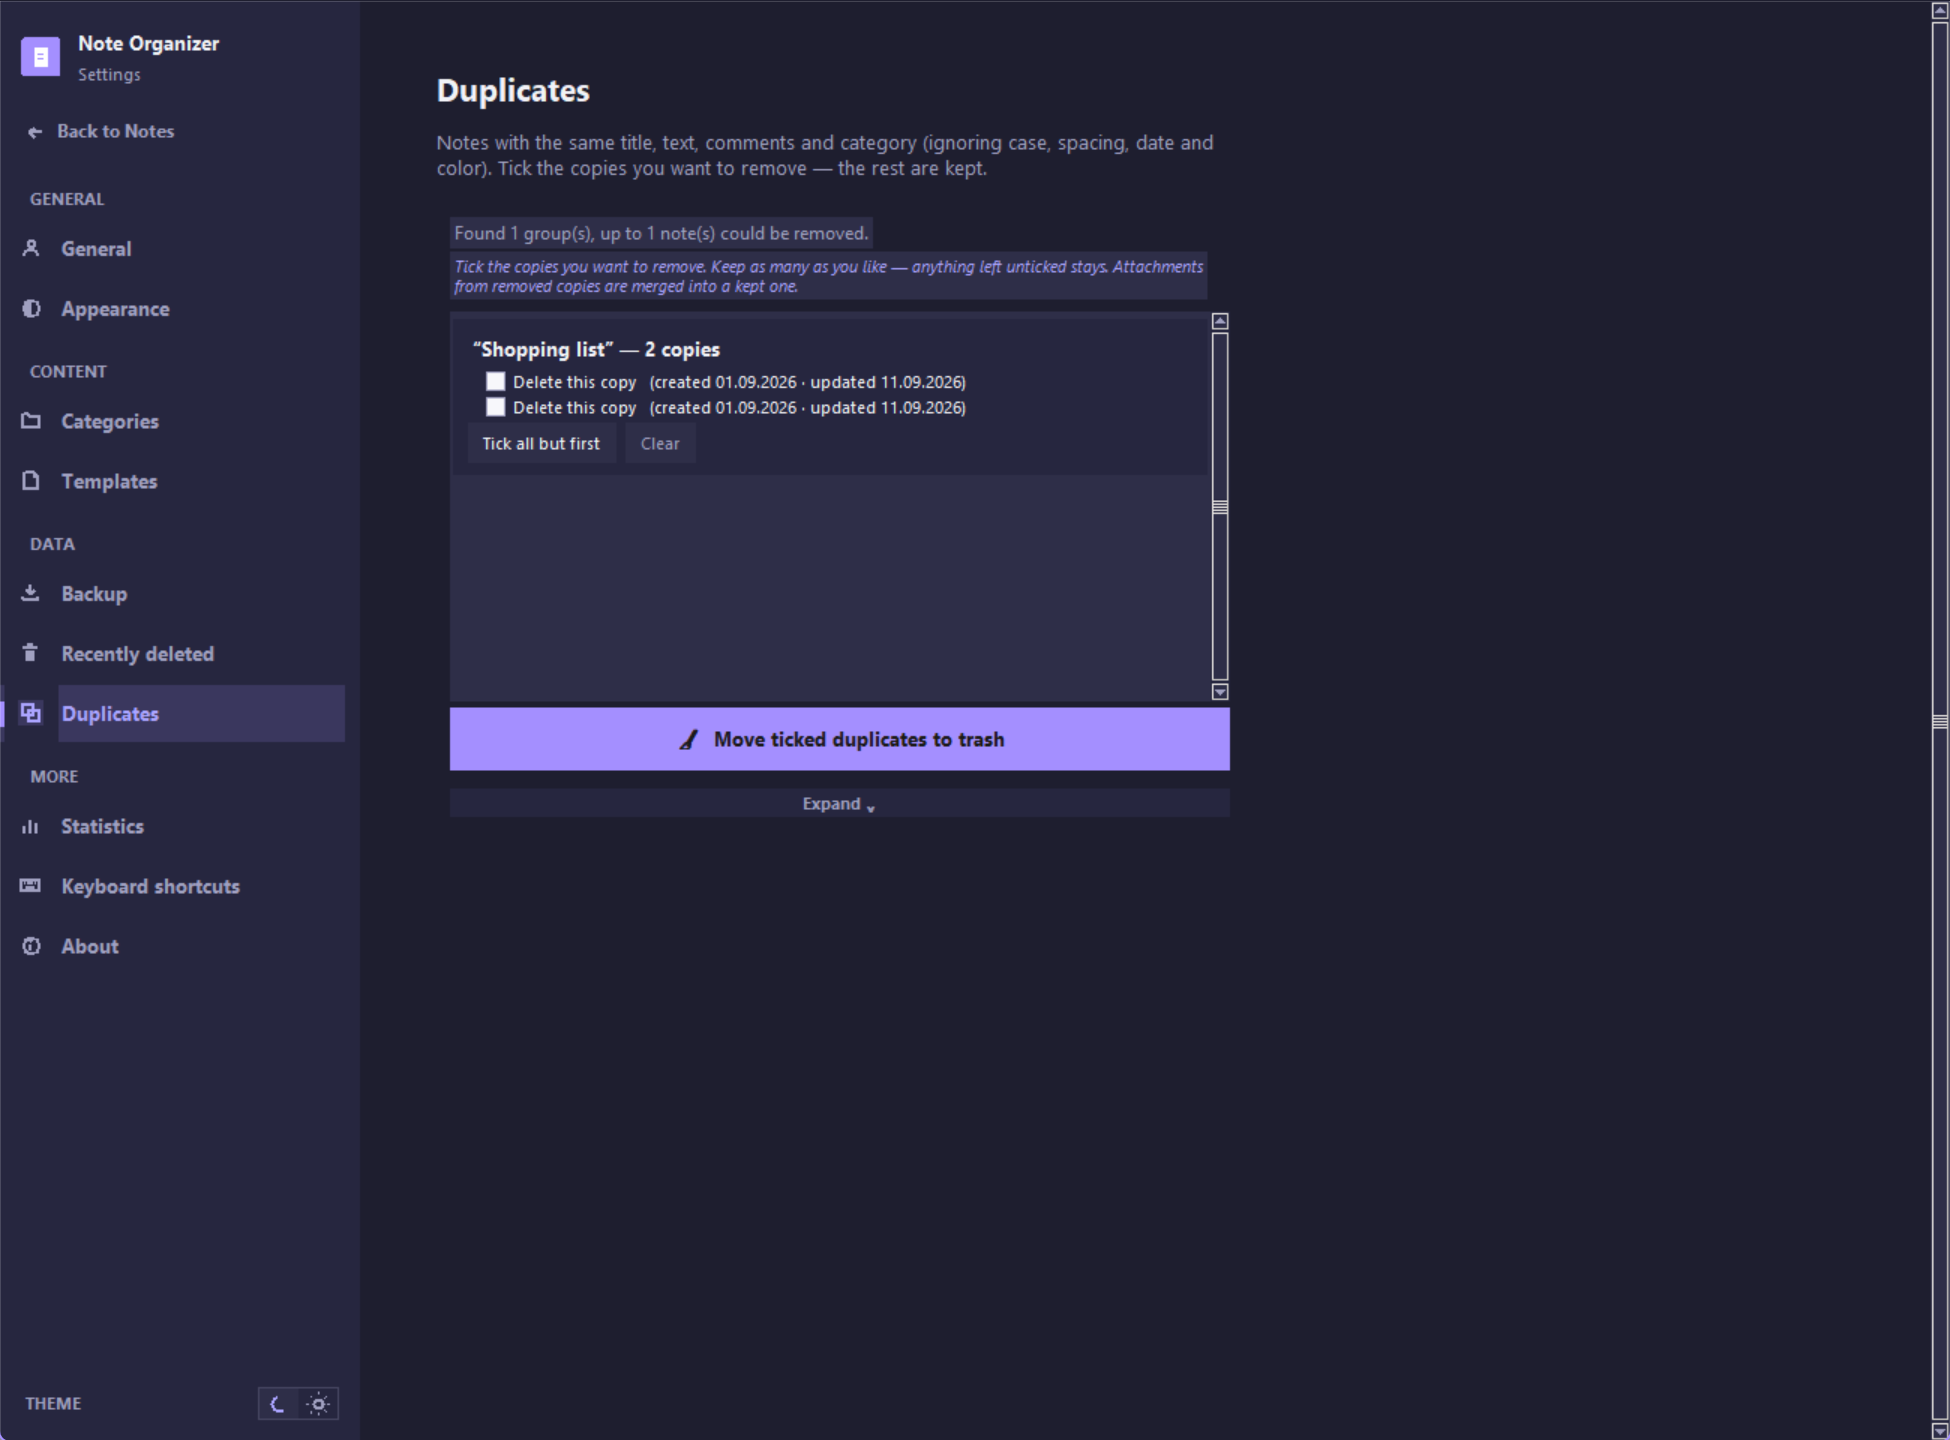 Note Organizer
Settings
Back to Notes
GENERAL
General
Appearance
CONTENT
Categories
Templates
DATA
Backup
Recently deleted
Duplicates
MORE
Statistics
Keyboard shortcuts
About
THEME
Duplicates
Notes with the same title, text, comments and category (ignoring case, spacing, date and
color). Tick the copies you want to remove — the rest are kept.
Found 1 group(s), up to 1 note(s) could be removed.
Tick the copies you want to remove. Keep as many as you like — anything left unticked stays. Attachments
from removed copies are merged into a kept one.
“Shopping list” — 2 copies
Delete this copy (created 01.09.2026 · updated 11.09.2026)
Delete this copy (created 01.09.2026 · updated 11.09.2026)
Tick all but first Clear
Move ticked duplicates to trash
Expand